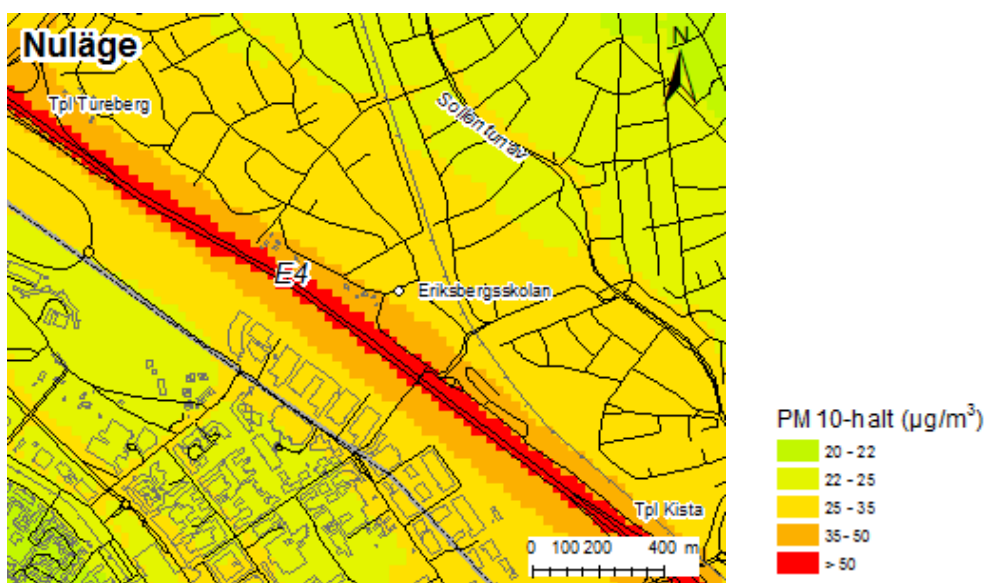 Nuläge
N
Tpl Tureberg
Sollentunav
E4
Eriksbergsskolan
Tpl Kista
0 100 200 400 m
PM 10-halt (µg/m³)
20 - 22
22 - 25
25 - 35
35 - 50
> 50